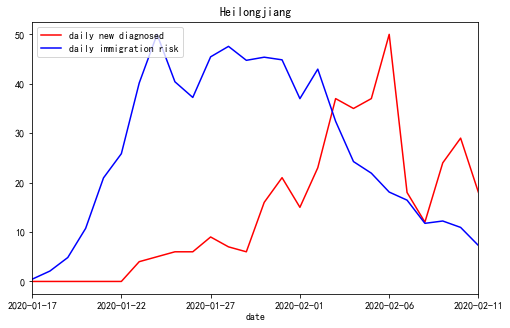 Heilongjiang
daily new diagnosed
daily immigration risk
50
40
30
20
10
0
2020-01-17 2020-01-22 2020-01-27 2020-02-01 2020-02-06 2020-02-11
date